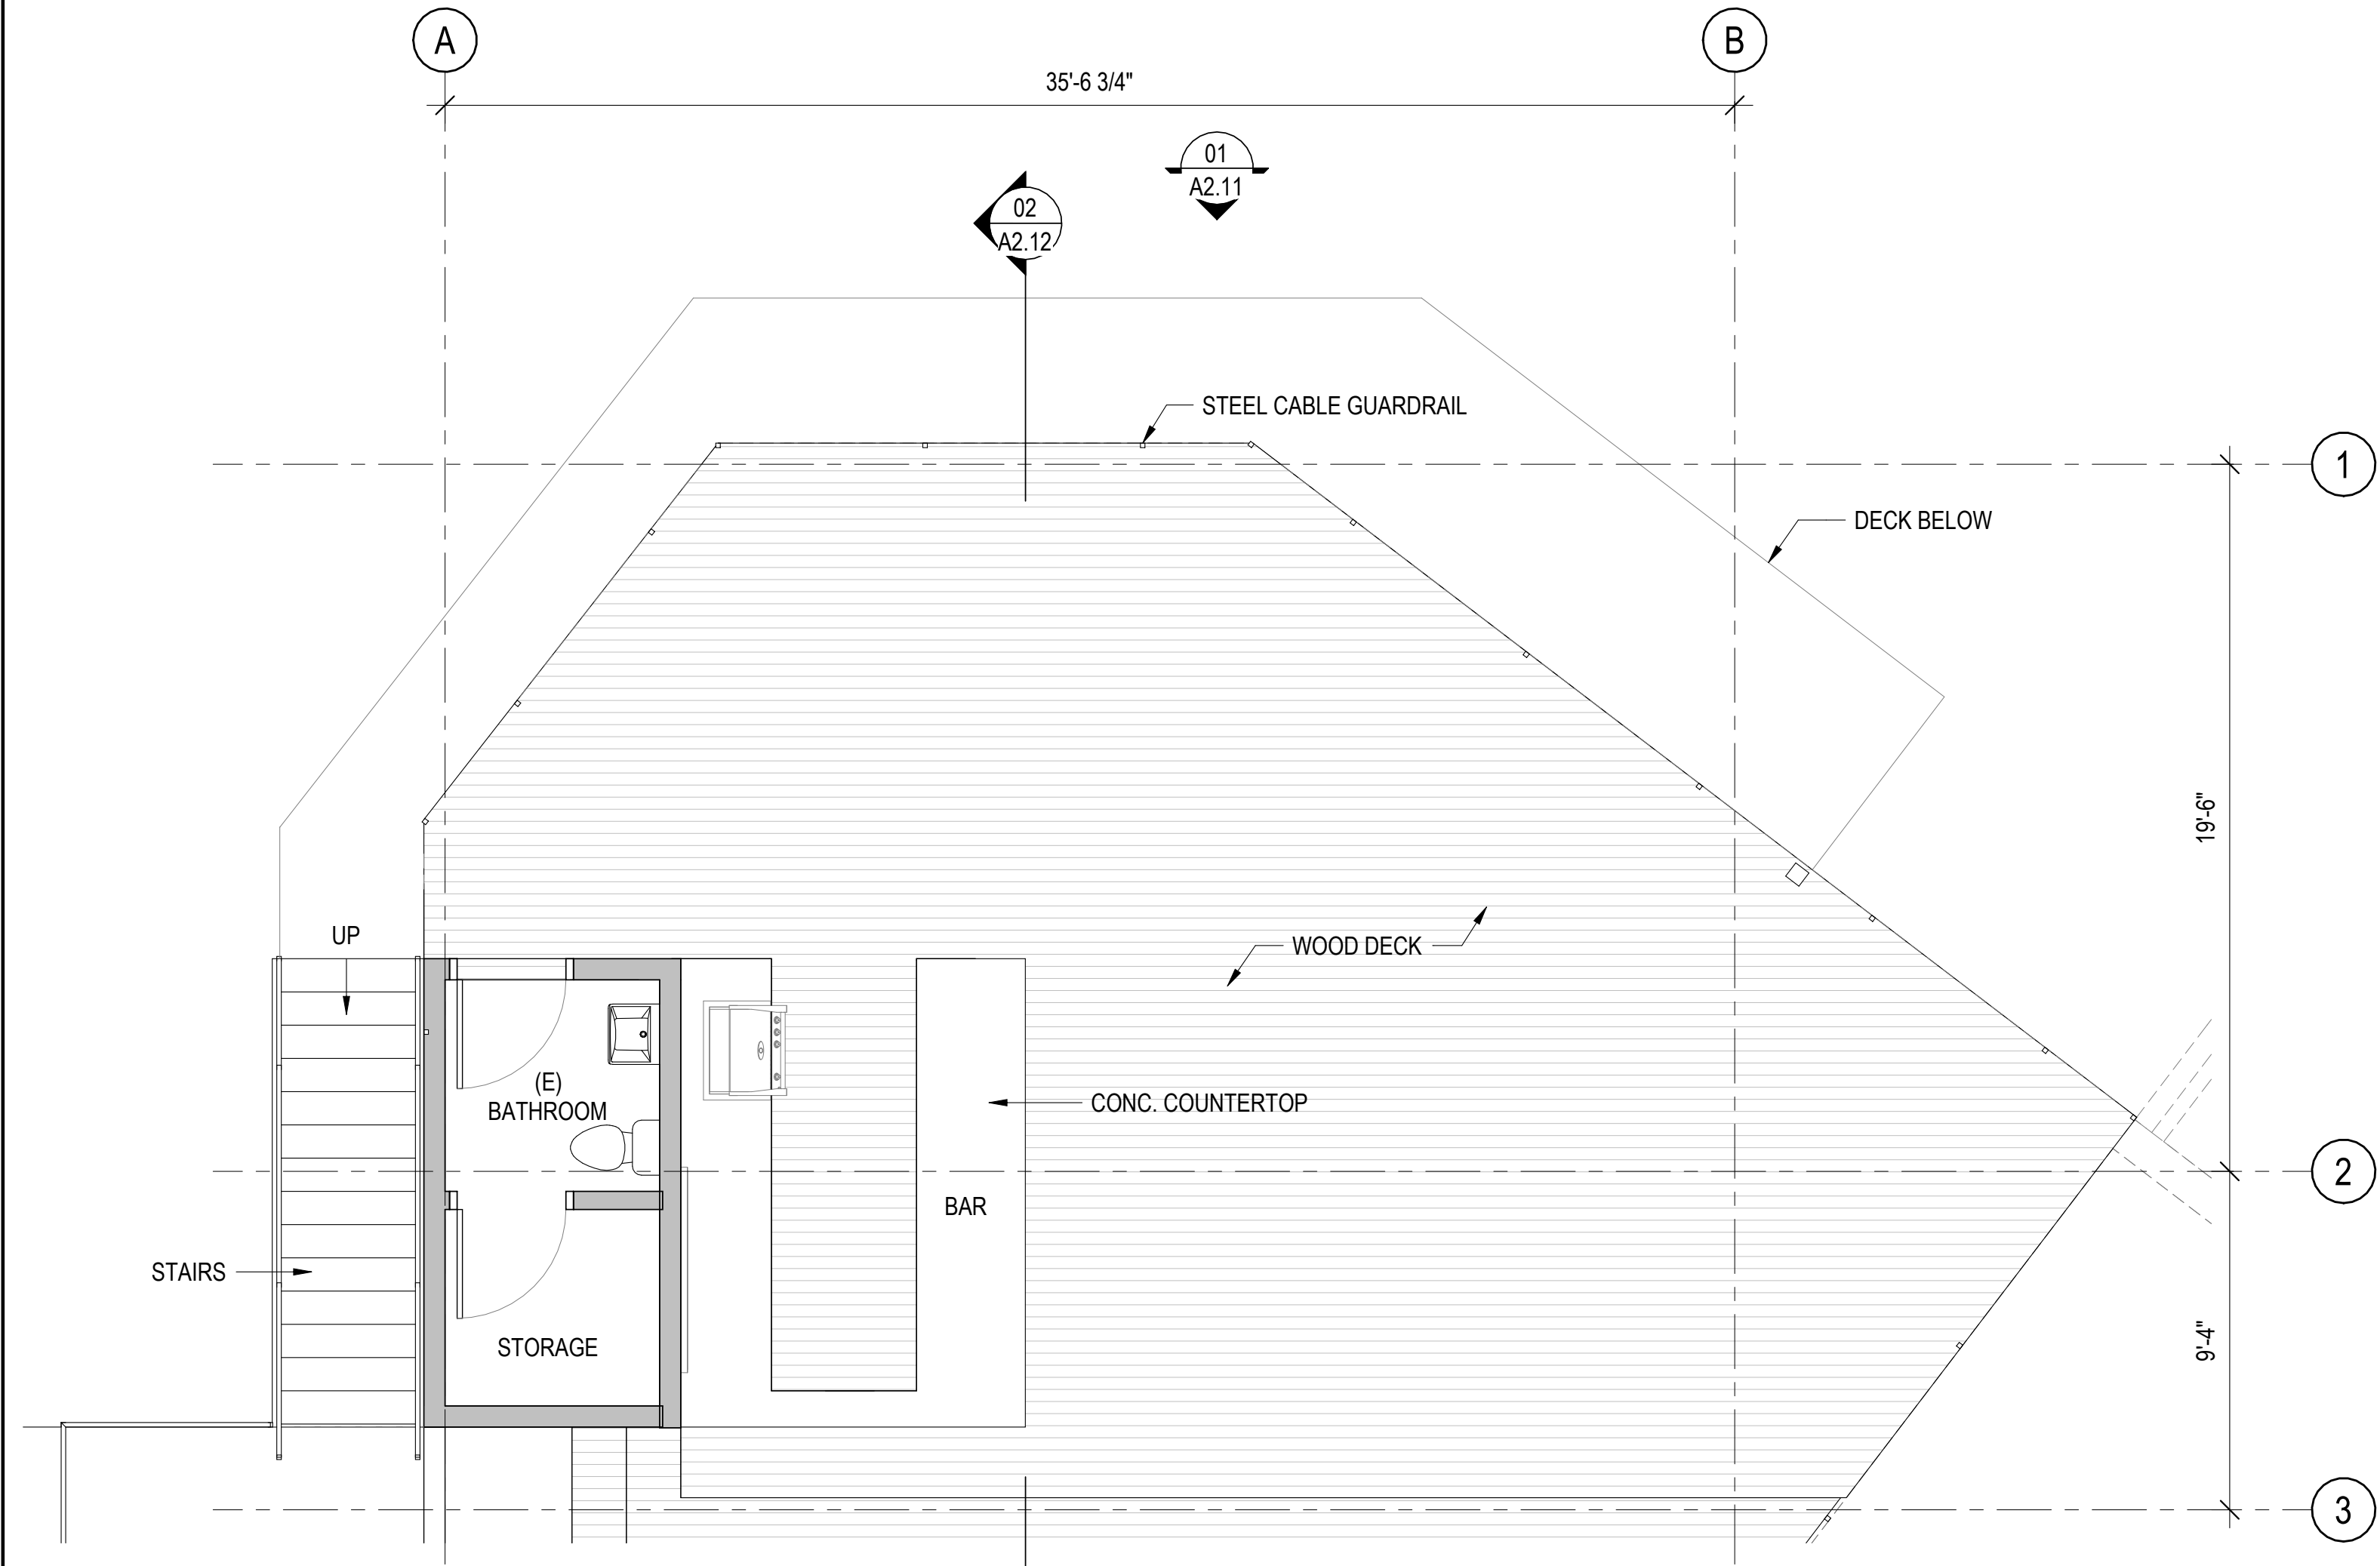 A
B
35'-6 3/4"
01
A2.11
02
A2.12
STEEL CABLE GUARDRAIL
1
DECK BELOW
19'-6"
UP
WOOD DECK
(E)
BATHROOM
CONC. COUNTERTOP
2
BAR
STAIRS
STORAGE
9'-4"
3